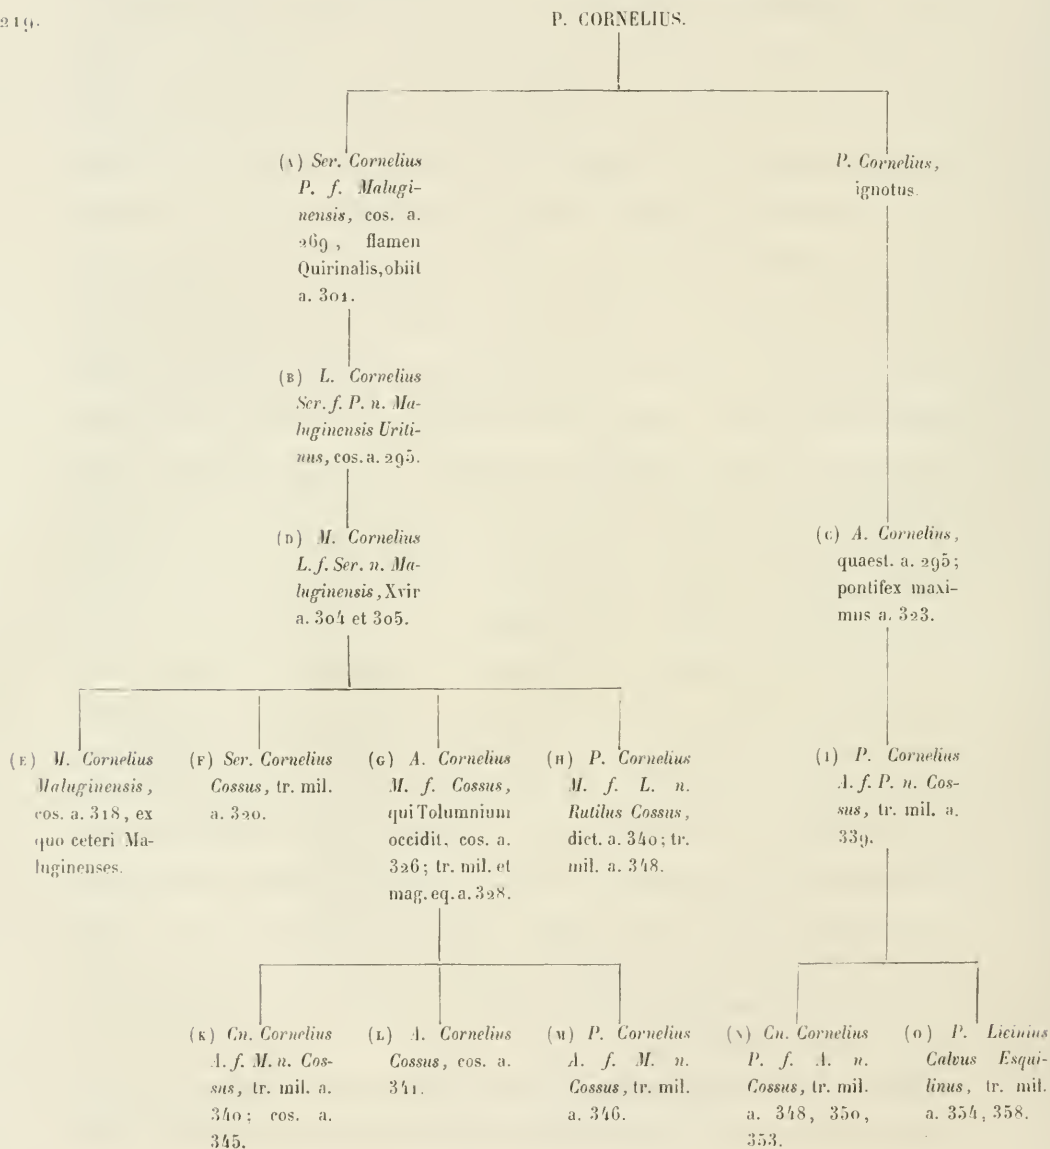 219.
P. CORNELIUS.
(A) Ser. Cornelius
P. f. Malugi-
nensis, cos. a.
269, flamen
Quirinalis, obiit
a. 301.
P. Cornelius,
ignotus.
(B) L. Cornelius
Ser. f. P. n. Ma-
luginensis Uriti-
nus, cos. a. 295.
(D) M. Cornelius
L. f. Ser. n. Ma-
luginensis, Xvir
a. 304 et 305.
(C) A. Cornelius,
quaest. a. 295;
pontifex maxi-
mus a. 323.
(E) M. Cornelius
Maluginensis,
cos. a. 318, ex
quo ceteri Ma-
luginenses.
(F) Ser. Cornelius
Cossus, tr. mil.
a. 320.
(G) A. Cornelius
M. f. Cossus,
qui Tolumnium
occidit, cos. a.
326; tr. mil. et
mag. eq. a. 328.
(H) P. Cornelius
M. f. L. n.
Rutilus Cossus,
dict. a. 340; tr.
mil. a. 348.
(I) P. Cornelius
A. f. P. n. Cos-
sus, tr. mil. a.
339.
(K) Cn. Cornelius
A. f. M. n. Cos-
sus, tr. mil. a.
340; cos. a.
345.
(L) A. Cornelius
Cossus, cos. a.
341.
(M) P. Cornelius
A. f. M. n.
Cossus, tr. mil.
a. 346.
(N) Cn. Cornelius
P. f. A. n.
Cossus, tr. mil.
a. 348, 350,
353.
(O) P. Licinius
Calvus Esqui-
linus, tr. mil.
a. 354, 358.